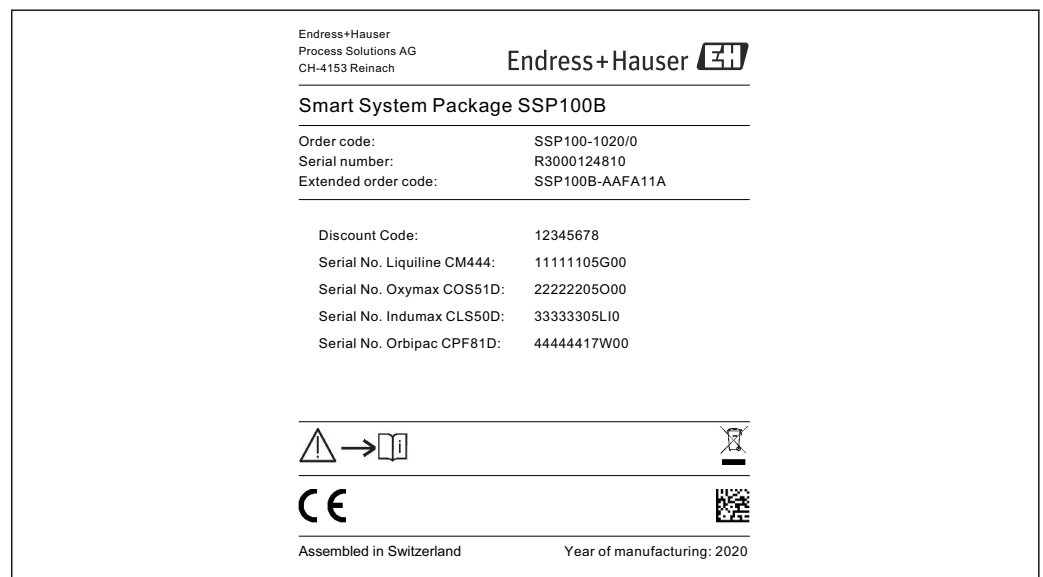 Endress+Hauser
Process Solutions AG
CH-4153 Reinach
Endress+Hauser EH
Smart System Package SSP100B
Order code: SSP100-1020/0
Serial number: R3000124810
Extended order code: SSP100B-AAFA11A
Discount Code: 12345678
Serial No. Liquiline CM444: 11111105G00
Serial No. Oxymax COS51D: 22222205O00
Serial No. Indumax CLS50D: 33333305LI0
Serial No. Orbipac CPF81D: 44444417W00
i
CE
Assembled in Switzerland Year of manufacturing: 2020